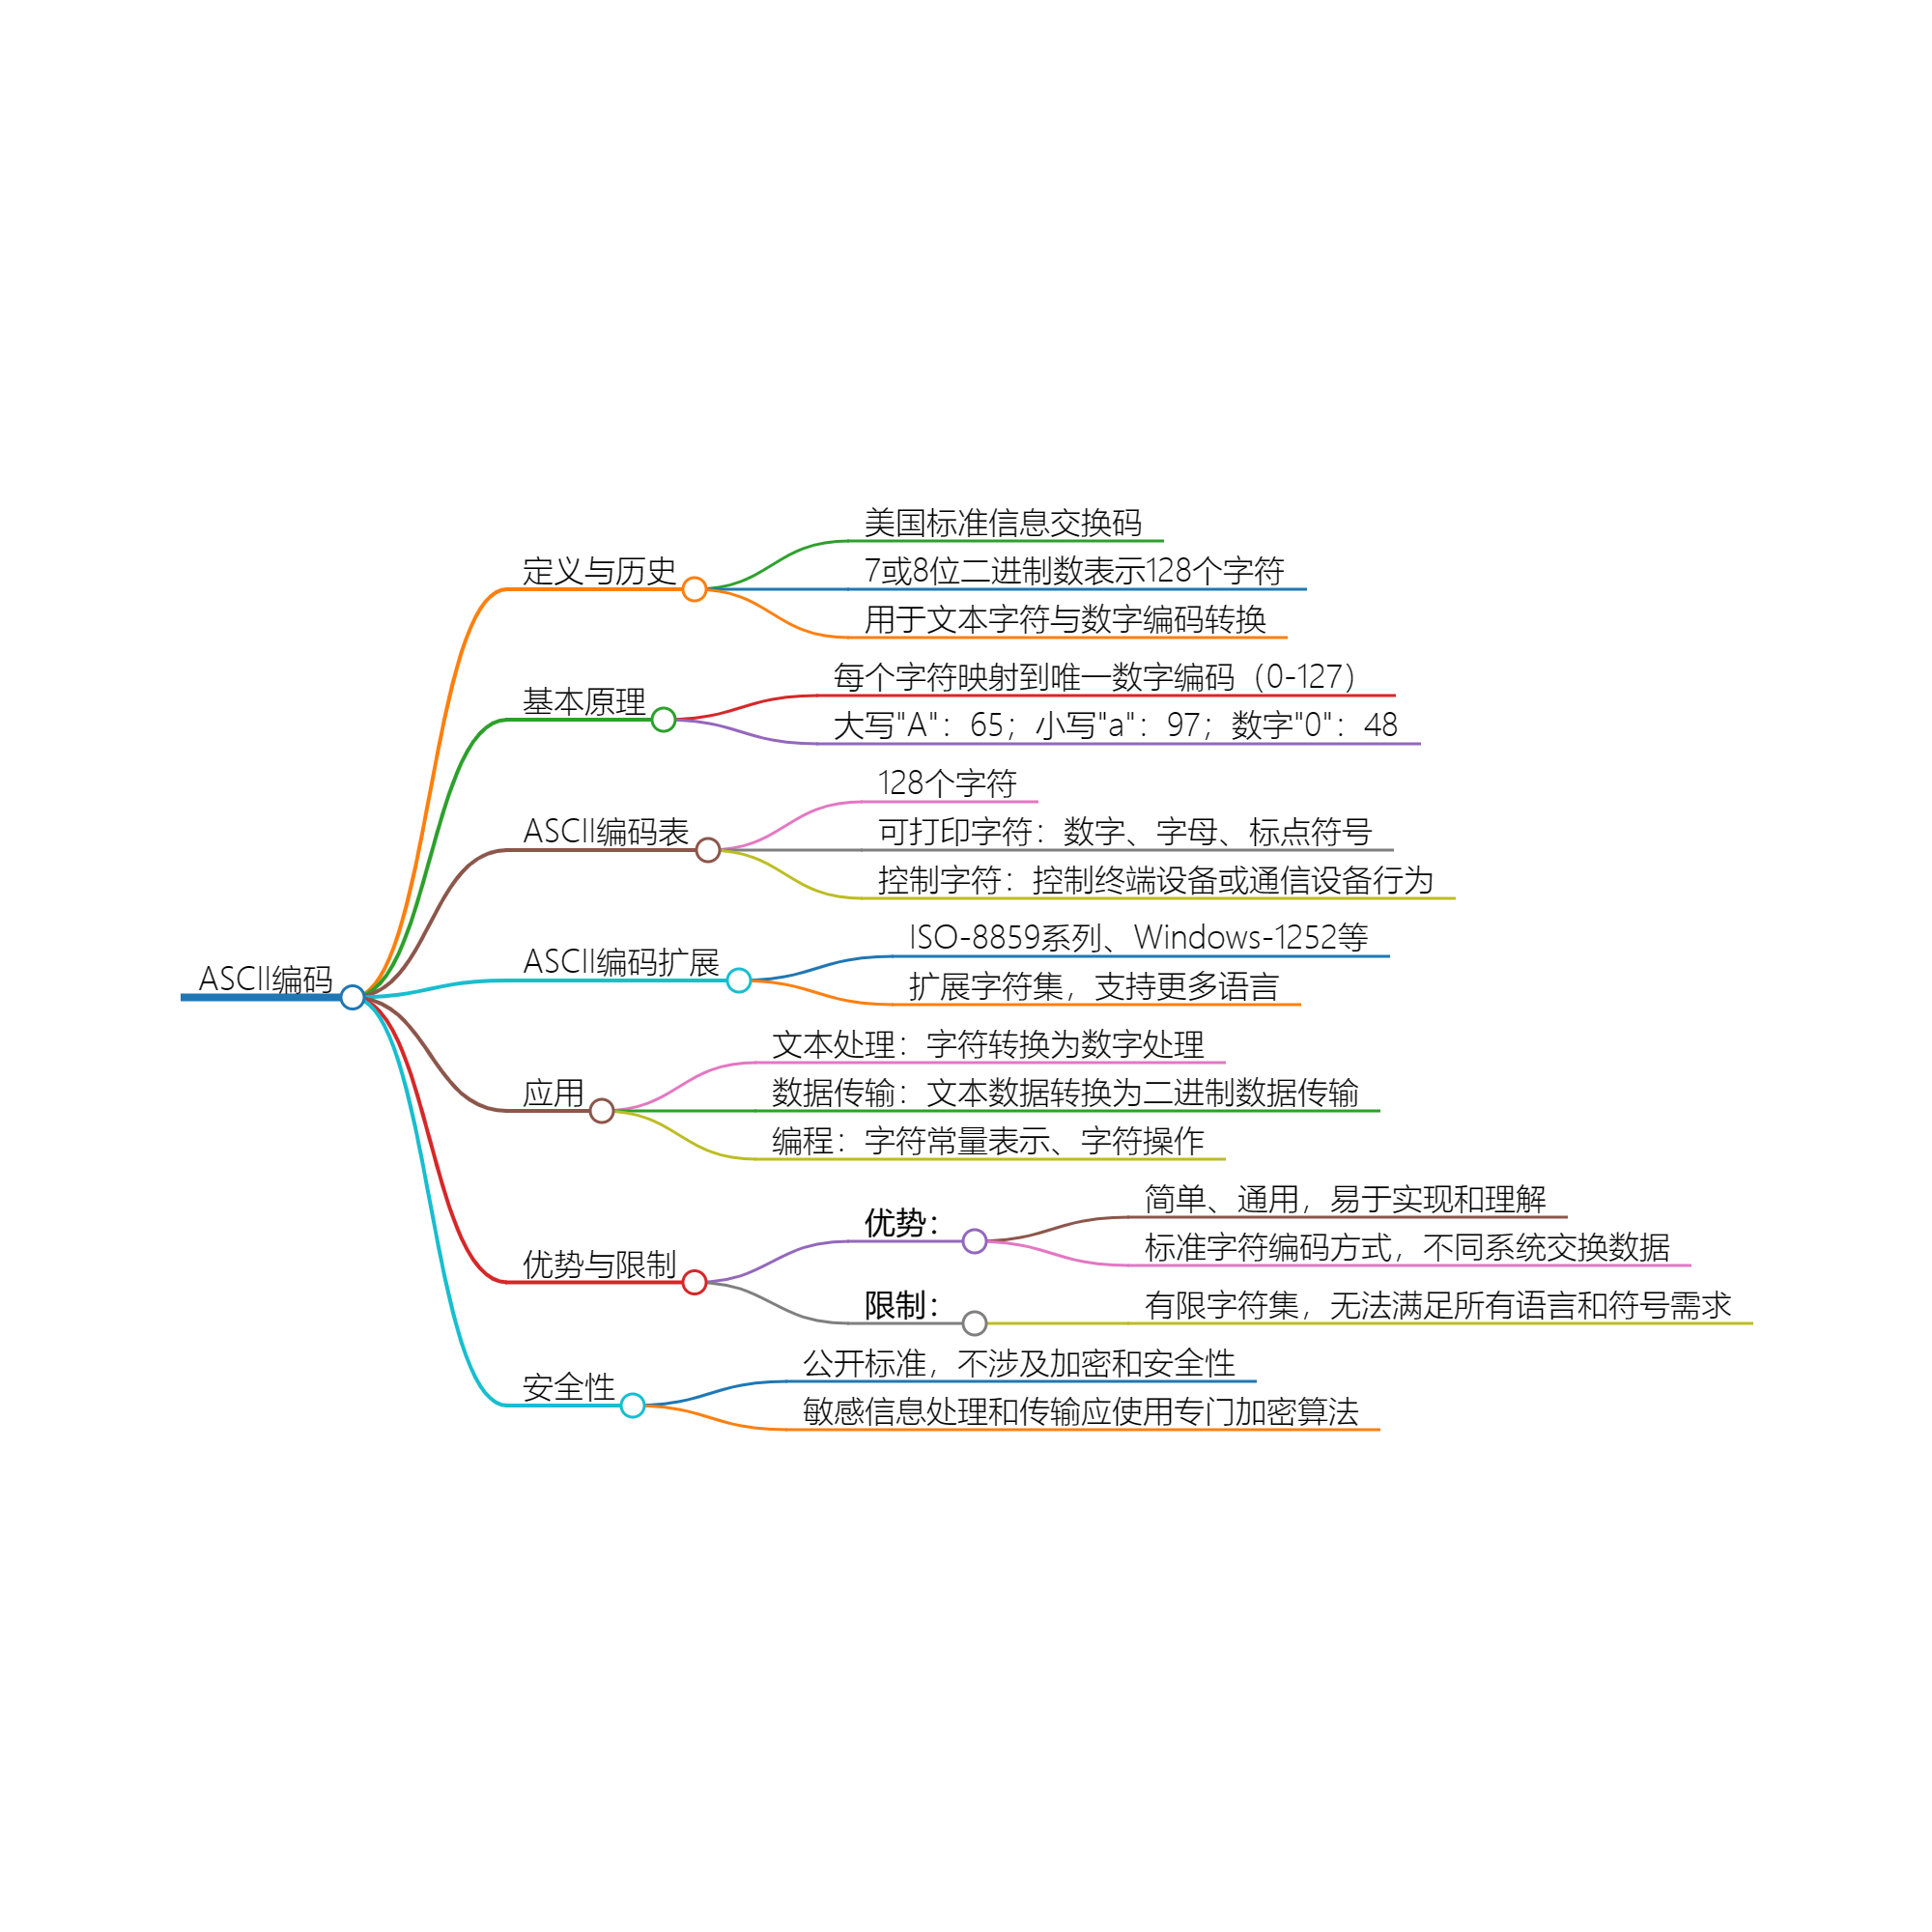 ASCII编码
定义与历史
美国标准信息交换码
7或8位二进制数表示128个字符
用于文本字符与数字编码转换
基本原理
每个字符映射到唯一数字编码（0-127）
大写"A"：65；小写"a"：97；数字"0"：48
ASCII编码表
128个字符
可打印字符：数字、字母、标点符号
控制字符：控制终端设备或通信设备行为
ASCII编码扩展
ISO-8859系列、Windows-1252等
扩展字符集，支持更多语言
应用
文本处理：字符转换为数字处理
数据传输：文本数据转换为二进制数据传输
编程：字符常量表示、字符操作
优势与限制
优势：
简单、通用，易于实现和理解
标准字符编码方式，不同系统交换数据
限制：
有限字符集，无法满足所有语言和符号需求
安全性
公开标准，不涉及加密和安全性
敏感信息处理和传输应使用专门加密算法